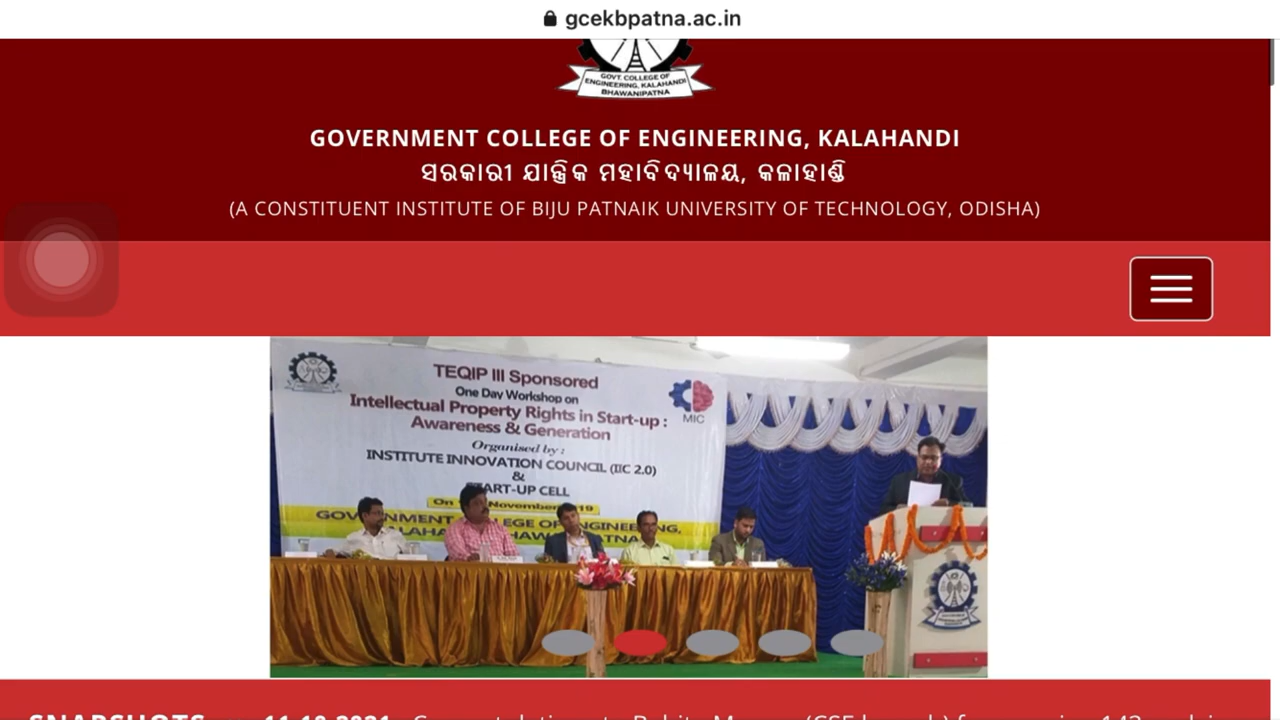 gcekbpatna.ac.in
GOVT. COLLEGE OF
ENGINEERING, KALAHANDI
BHAWANIPATNA
GOVERNMENT COLLEGE OF ENGINEERING, KALAHANDI
ସରକାରୀ ଯାନ୍ତ୍ରିକ ମହାବିଦ୍ୟାଳୟ, କଳାହାଣ୍ଡି
(A CONSTITUENT INSTITUTE OF BIJU PATNAIK UNIVERSITY OF TECHNOLOGY, ODISHA)
TEQIP III Sponsored
One Day Workshop on
Intellectual Property Rights in Start-up :
Awareness & Generation
MIC
Organised by :
INSTITUTE INNOVATION COUNCIL (IIC 2.0)
&
START-UP CELL
On November
GOVERNMENT COLLEGE OF ENGINEERING,
SNAPSHOTS